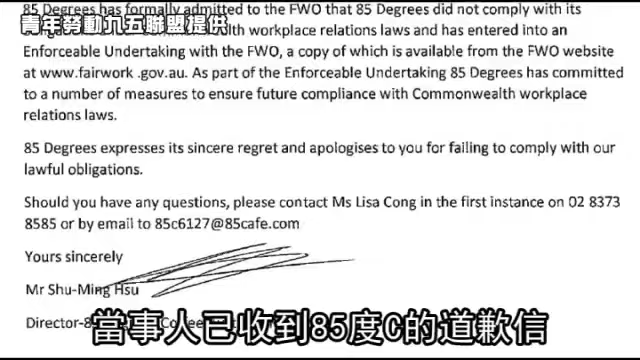 85 Degrees has formally admitted to the FWO that 85 Degrees did not comply with its
青年勞動九五聯盟提供
workplace relations laws and has entered into an
Enforceable Undertaking with the FWO, a copy of which is available from the FWO website
at www.fairwork .gov.au. As part of the Enforceable Undertaking 85 Degrees has committed
to a number of measures to ensure future compliance with Commonwealth workplace
relations laws.
85 Degrees expresses its sincere regret and apologises to you for failing to comply with our
lawful obligations.
Should you have any questions, please contact Ms Lisa Cong in the first instance on 02 8373
8585 or by email to 85c6127@85cafe.com
Yours sincerely
Mr Shu-Ming Hsu
Director-8
當事人已收到85度C的道歉信